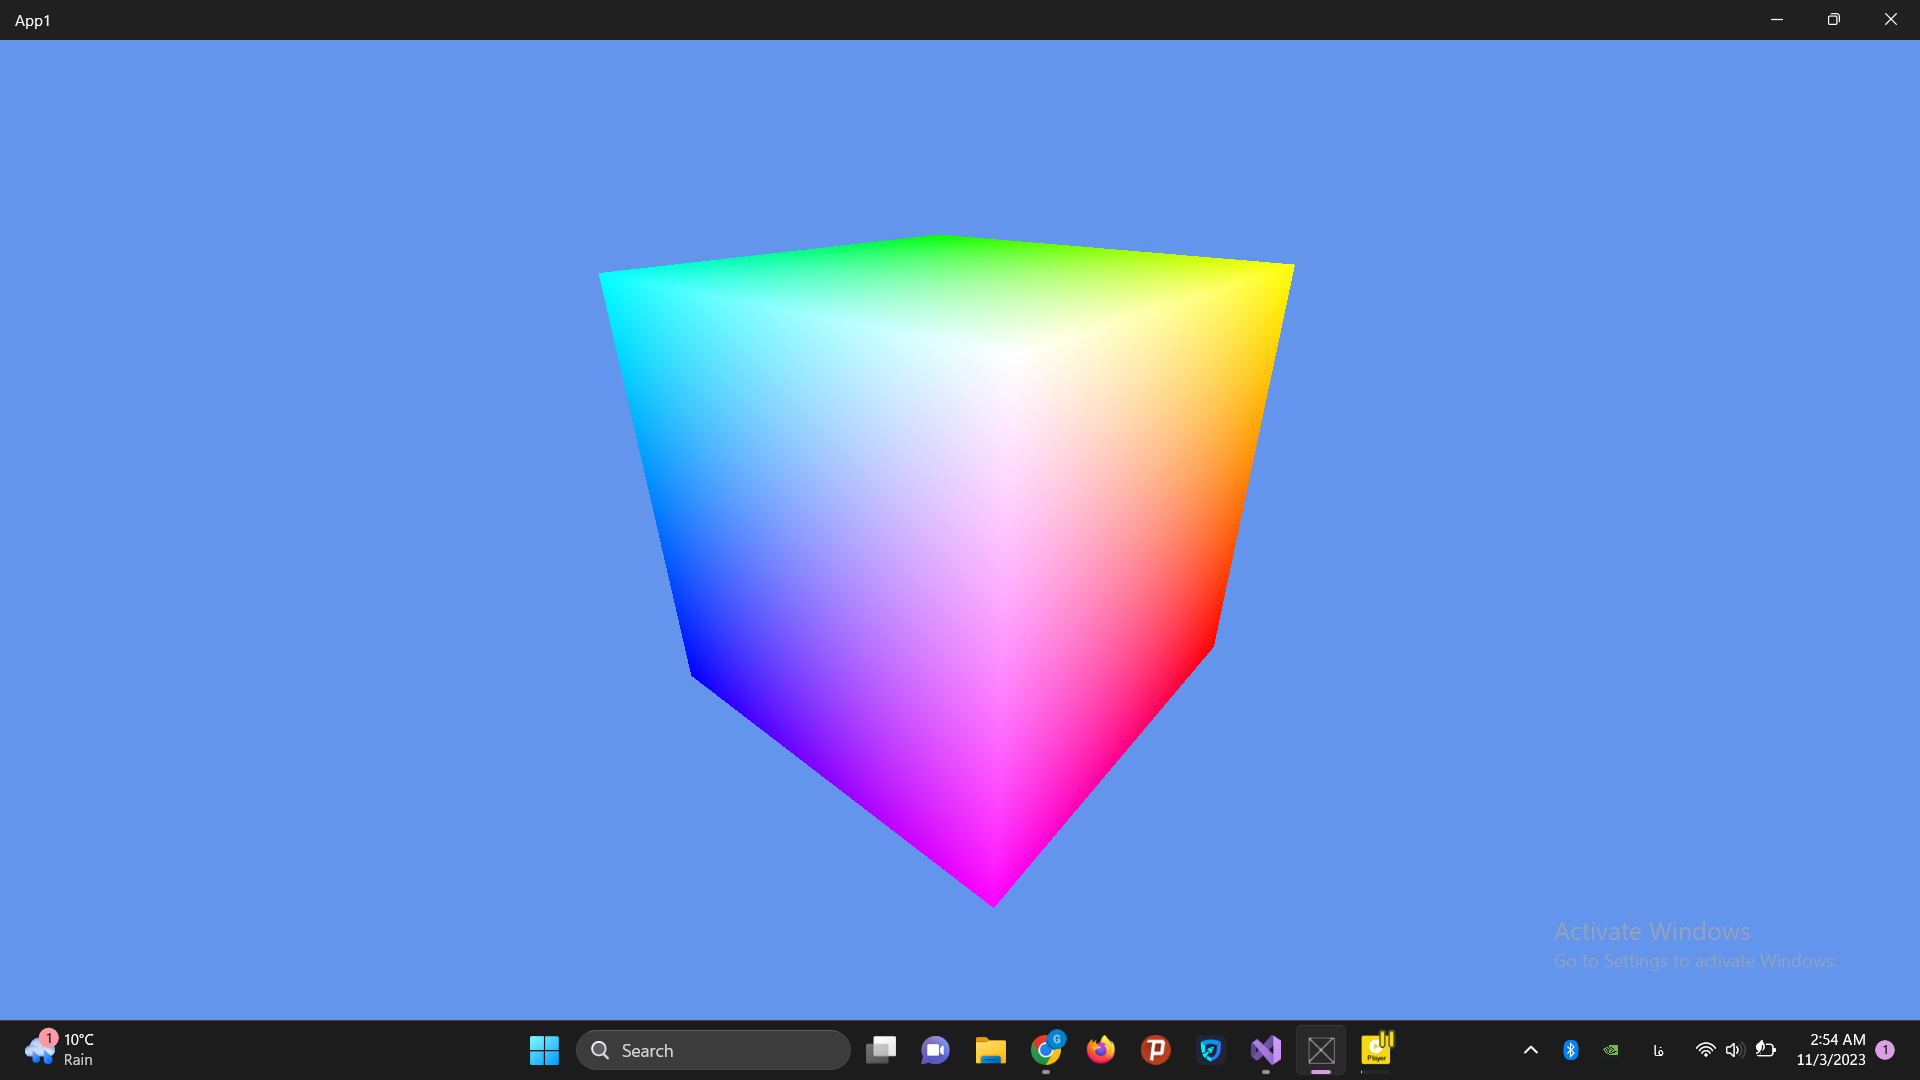 App1
Activate Windows
Go to Settings to activate Windows.
1
10°C
Rain
Search
G
Player
فا
2:54 AM
11/3/2023
1